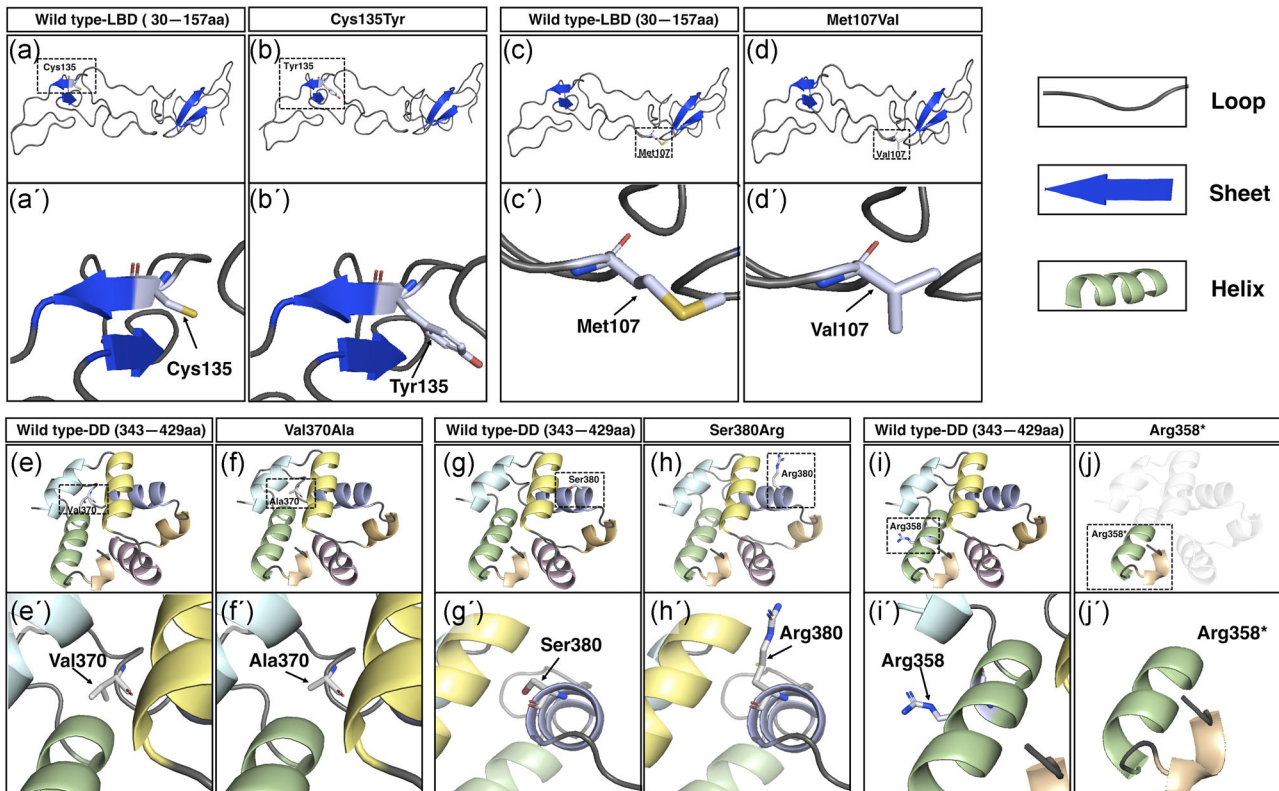 Wild type-LBD ( 30—157aa)
Cys135Tyr
Wild type-LBD (30—157aa)
Met107Val
(a)
Cys135
(b)
Tyr135
(c)
Met107
(d)
Val107
Loop
Sheet
Helix
(a´)
Cys135
(b´)
Tyr135
(c´)
Met107
(d´)
Val107
Wild type-DD (343—429aa)
Val370Ala
Wild type-DD (343—429aa)
Ser380Arg
Wild type-DD (343—429aa)
Arg358*
(e)
Val370
(f)
Ala370
(g)
Ser380
(h)
Arg380
(i)
Arg358
(j)
Arg358*
(e´)
Val370
(f´)
Ala370
(g´)
Ser380
(h´)
Arg380
(i´)
Arg358
(j´)
Arg358*